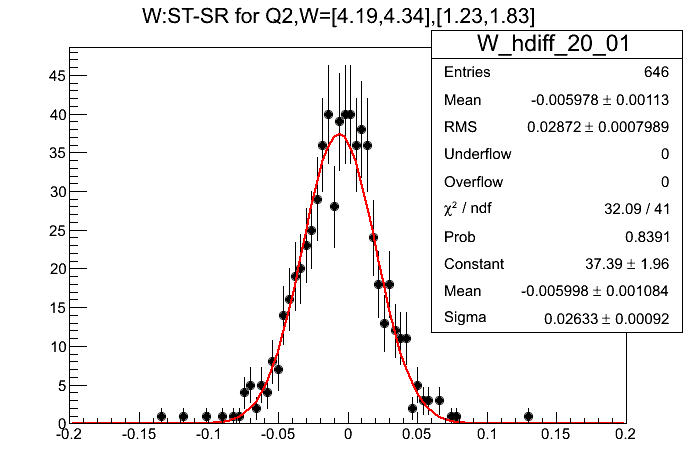 W:ST-SR for Q2,W=[4.19,4.34],[1.23,1.83]
W_hdiff_20_01
Entries 646
Mean -0.005978 ± 0.00113
RMS 0.02872 ± 0.0007989
Underflow 0
Overflow 0
χ² / ndf 32.09 / 41
Prob 0.8391
Constant 37.39 ± 1.96
Mean -0.005998 ± 0.001084
Sigma 0.02633 ± 0.00092
45
40
35
30
25
20
15
10
5
0
-0.2 -0.15 -0.1 -0.05 0 0.05 0.1 0.15 0.2